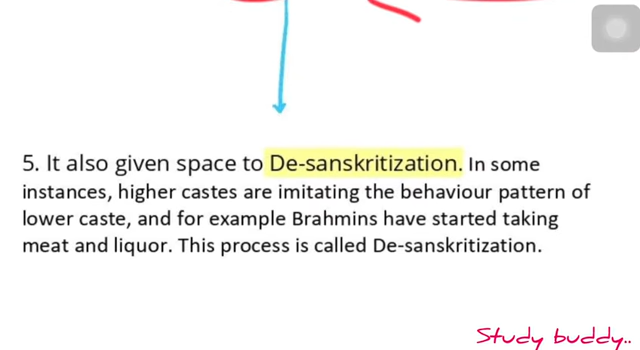 5. It also given space to De-sanskritization. In some
instances, higher castes are imitating the behaviour pattern of
lower caste, and for example Brahmins have started taking
meat and liquor. This process is called De-sanskritization.
Study buddy..